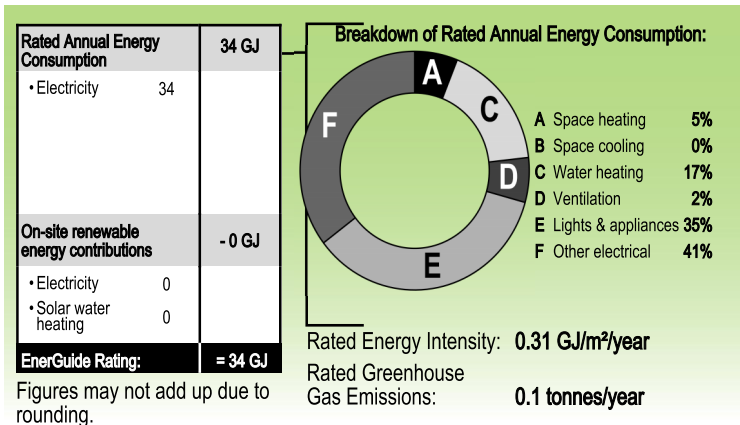 Rated Annual Energy
Consumption
34 GJ
• Electricity 34
On-site renewable
energy contributions
- 0 GJ
• Electricity 0
• Solar water
heating
0
EnerGuide Rating: = 34 GJ
Figures may not add up due to
rounding.
Breakdown of Rated Annual Energy Consumption:
A
C
D
E
F
A Space heating 5%
B Space cooling 0%
C Water heating 17%
D Ventilation 2%
E Lights & appliances 35%
F Other electrical 41%
Rated Energy Intensity: 0.31 GJ/m²/year
Rated Greenhouse
Gas Emissions: 0.1 tonnes/year